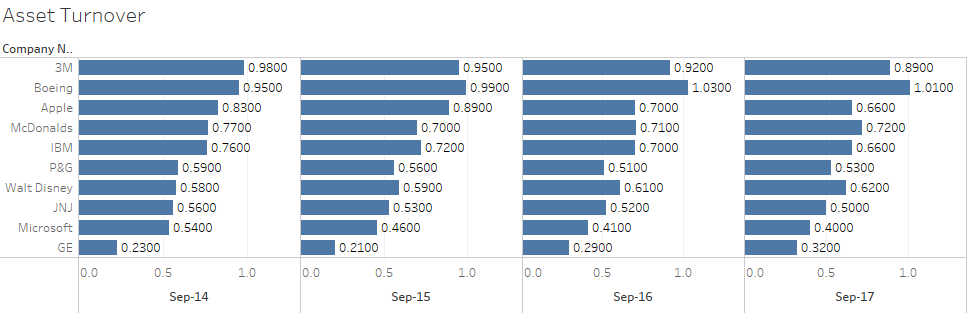 Asset Turnover
Company N..
3M 0.9800 0.9500 0.9200 0.8900
Boeing 0.9500 0.9900 1.0300 1.0100
Apple 0.8300 0.8900 0.7000 0.6600
McDonalds 0.7700 0.7000 0.7100 0.7200
IBM 0.7600 0.7200 0.7000 0.6600
P&G 0.5900 0.5600 0.5100 0.5300
Walt Disney 0.5800 0.5900 0.6100 0.6200
JNJ 0.5600 0.5300 0.5200 0.5000
Microsoft 0.5400 0.4600 0.4100 0.4000
GE 0.2300 0.2100 0.2900 0.3200
0.0 0.5 1.0 0.0 0.5 1.0 0.0 0.5 1.0 0.0 0.5 1.0
Sep-14 Sep-15 Sep-16 Sep-17